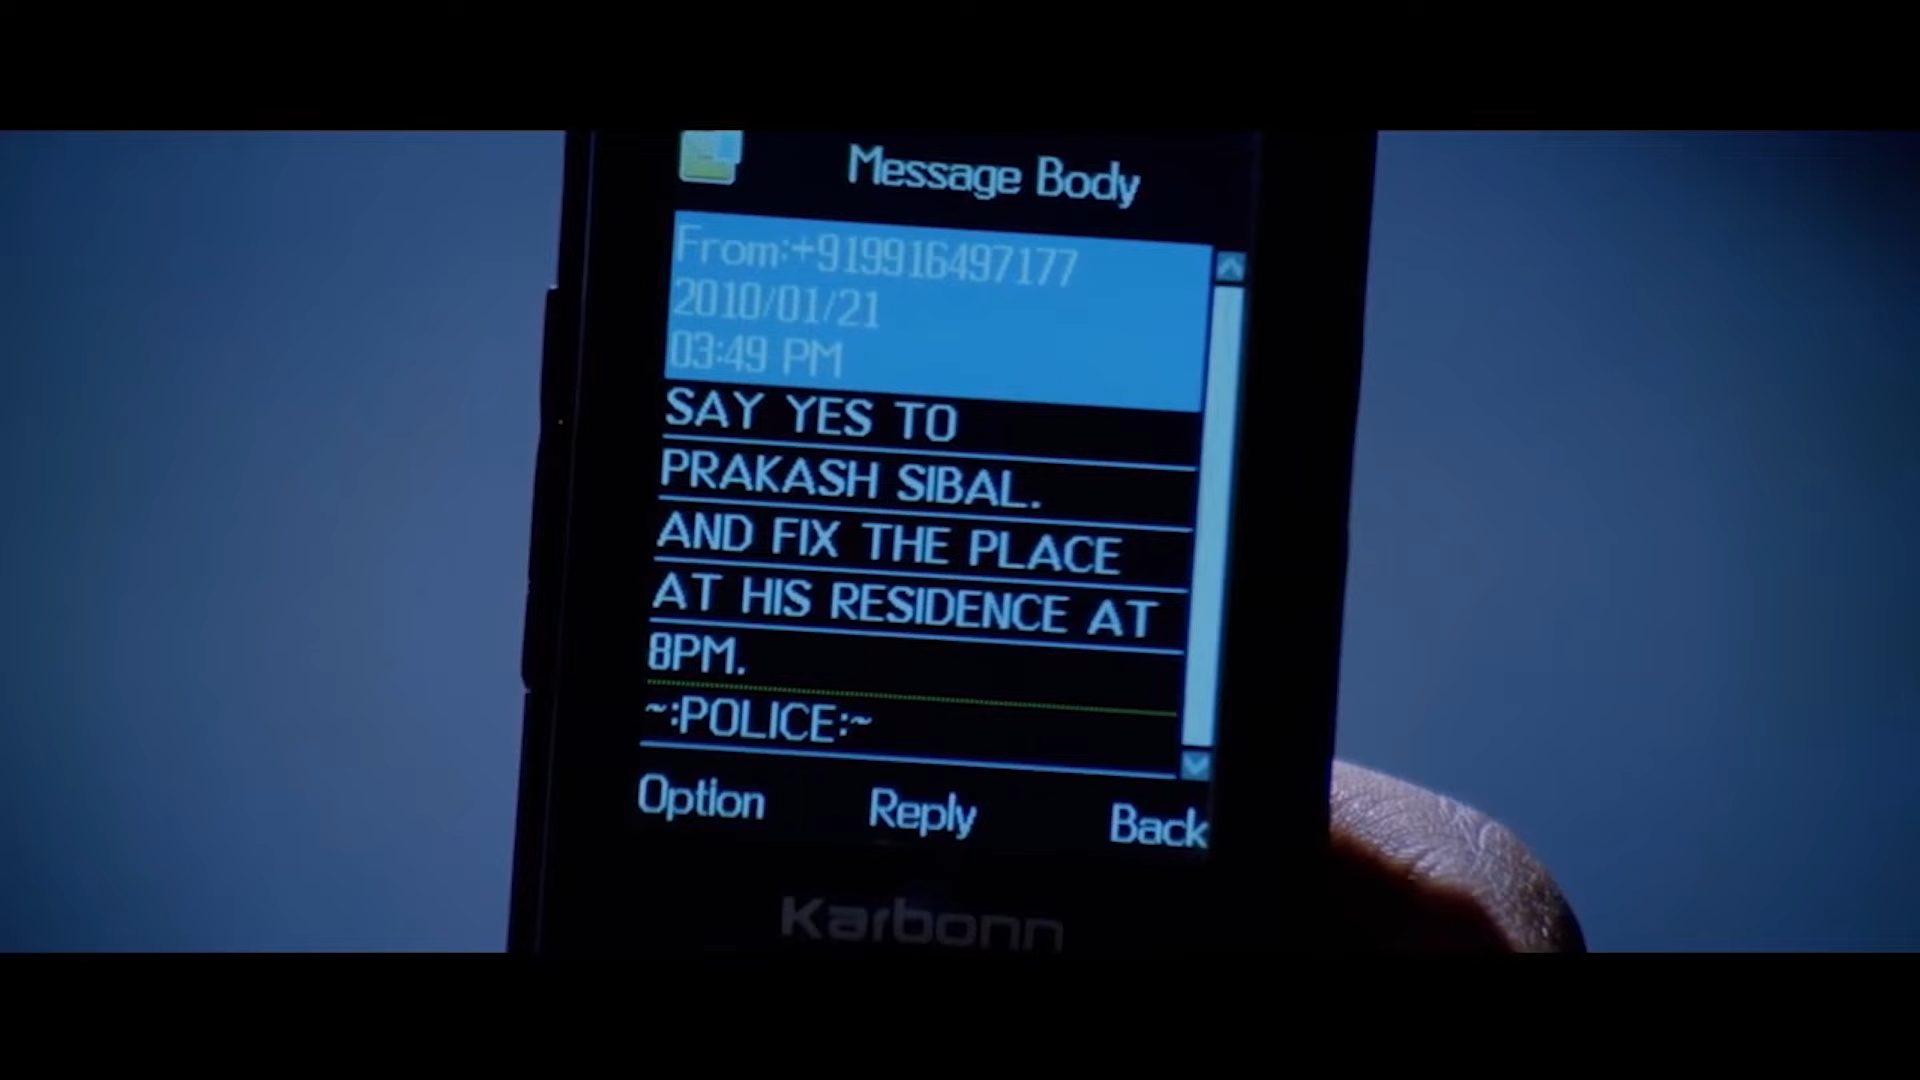 Message Body
From:+919916497177
2010/01/21
03:49 PM
SAY YES TO
PRAKASH SIBAL.
AND FIX THE PLACE
AT HIS RESIDENCE AT
8PM.
~:POLICE:~
Option Reply Back
Karbonn